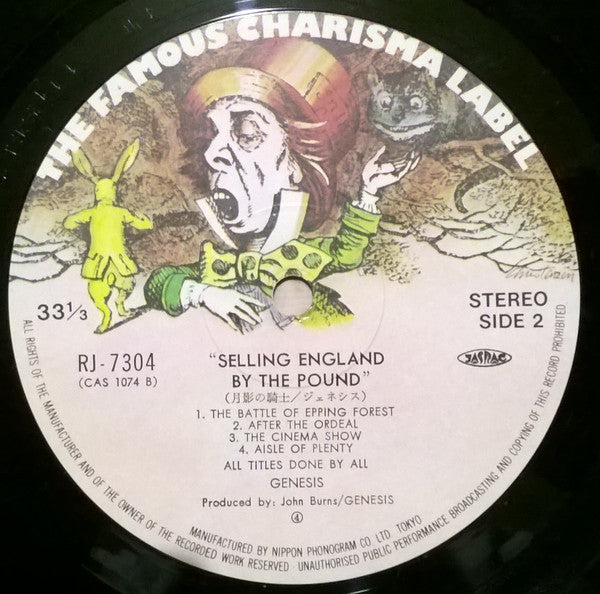 THE FAMOUS CHARISMA LABEL
33 1/3
STEREO
SIDE 2
RJ-7304
(CAS 1074 B)
JASRAC
"SELLING ENGLAND
BY THE POUND"
(月影の騎士/ジェネシス)
1. THE BATTLE OF EPPING FOREST
2. AFTER THE ORDEAL
3. THE CINEMA SHOW
4. AISLE OF PLENTY
ALL TITLES DONE BY ALL
GENESIS
Produced by: John Burns/GENESIS
④
ALL RIGHTS OF THE MANUFACTURER AND OF THE OWNER OF THE RECORDED WORK RESERVED · UNAUTHORISED PUBLIC PERFORMANCE BROADCASTING AND COPYING OF THIS RECORD PROHIBITED
MANUFACTURED BY NIPPON PHONOGRAM CO LTD TOKYO